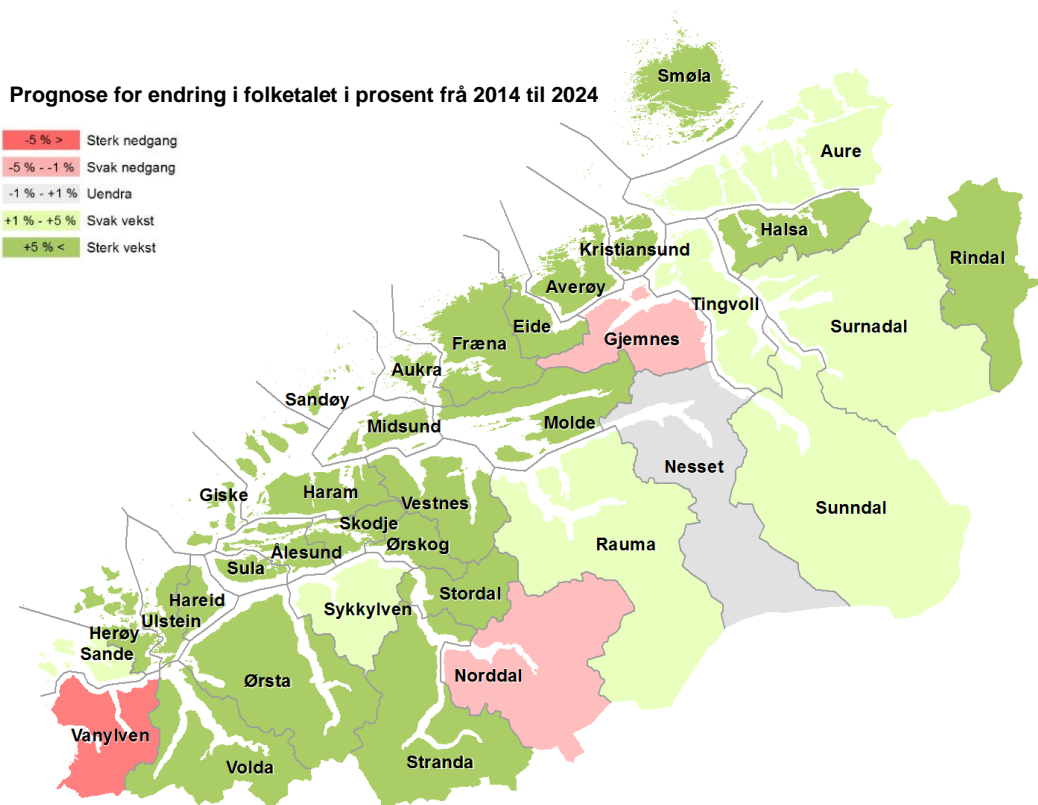 Prognose for endring i folketalet i prosent frå 2014 til 2024
-5 % > Sterk nedgang
-5 % - -1 % Svak nedgang
-1 % - +1 % Uendra
+1 % - +5 % Svak vekst
+5 % < Sterk vekst
Smøla
Aure
Halsa
Kristiansund
Rindal
Averøy
Tingvoll
Eide
Surnadal
Gjemnes
Fræna
Aukra
Sandøy
Midsund
Molde
Nesset
Giske
Haram
Vestnes
Sunndal
Skodje
Ørskog
Rauma
Ålesund
Sula
Stordal
Hareid
Sykkylven
Ulstein
Herøy
Sande
Norddal
Ørsta
Vanylven
Stranda
Volda